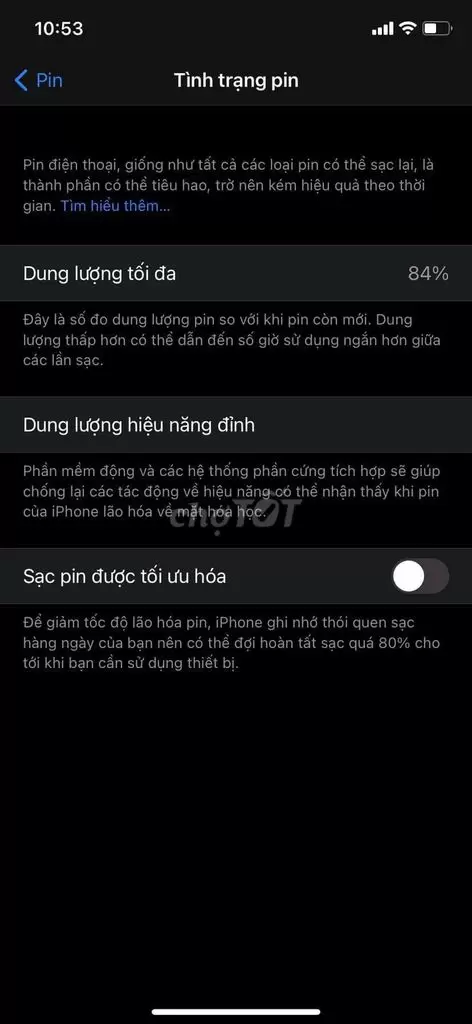 10:53
Pin
Tình trạng pin
Pin điện thoại, giống như tất cả các loại pin có thể sạc lại, là
thành phần có thể tiêu hao, trở nên kém hiệu quả theo thời
gian. Tìm hiểu thêm...
Dung lượng tối đa 84%
Đây là số đo dung lượng pin so với khi pin còn mới. Dung
lượng thấp hơn có thể dẫn đến số giờ sử dụng ngắn hơn giữa
các lần sạc.
Dung lượng hiệu năng đỉnh
Phần mềm động và các hệ thống phần cứng tích hợp sẽ giúp
chống lại các tác động về hiệu năng có thể nhận thấy khi pin
của iPhone lão hóa về mặt hóa học.
chợTỐT
Sạc pin được tối ưu hóa
Để giảm tốc độ lão hóa pin, iPhone ghi nhớ thói quen sạc
hàng ngày của bạn nên có thể đợi hoàn tất sạc quá 80% cho
tới khi bạn cần sử dụng thiết bị.